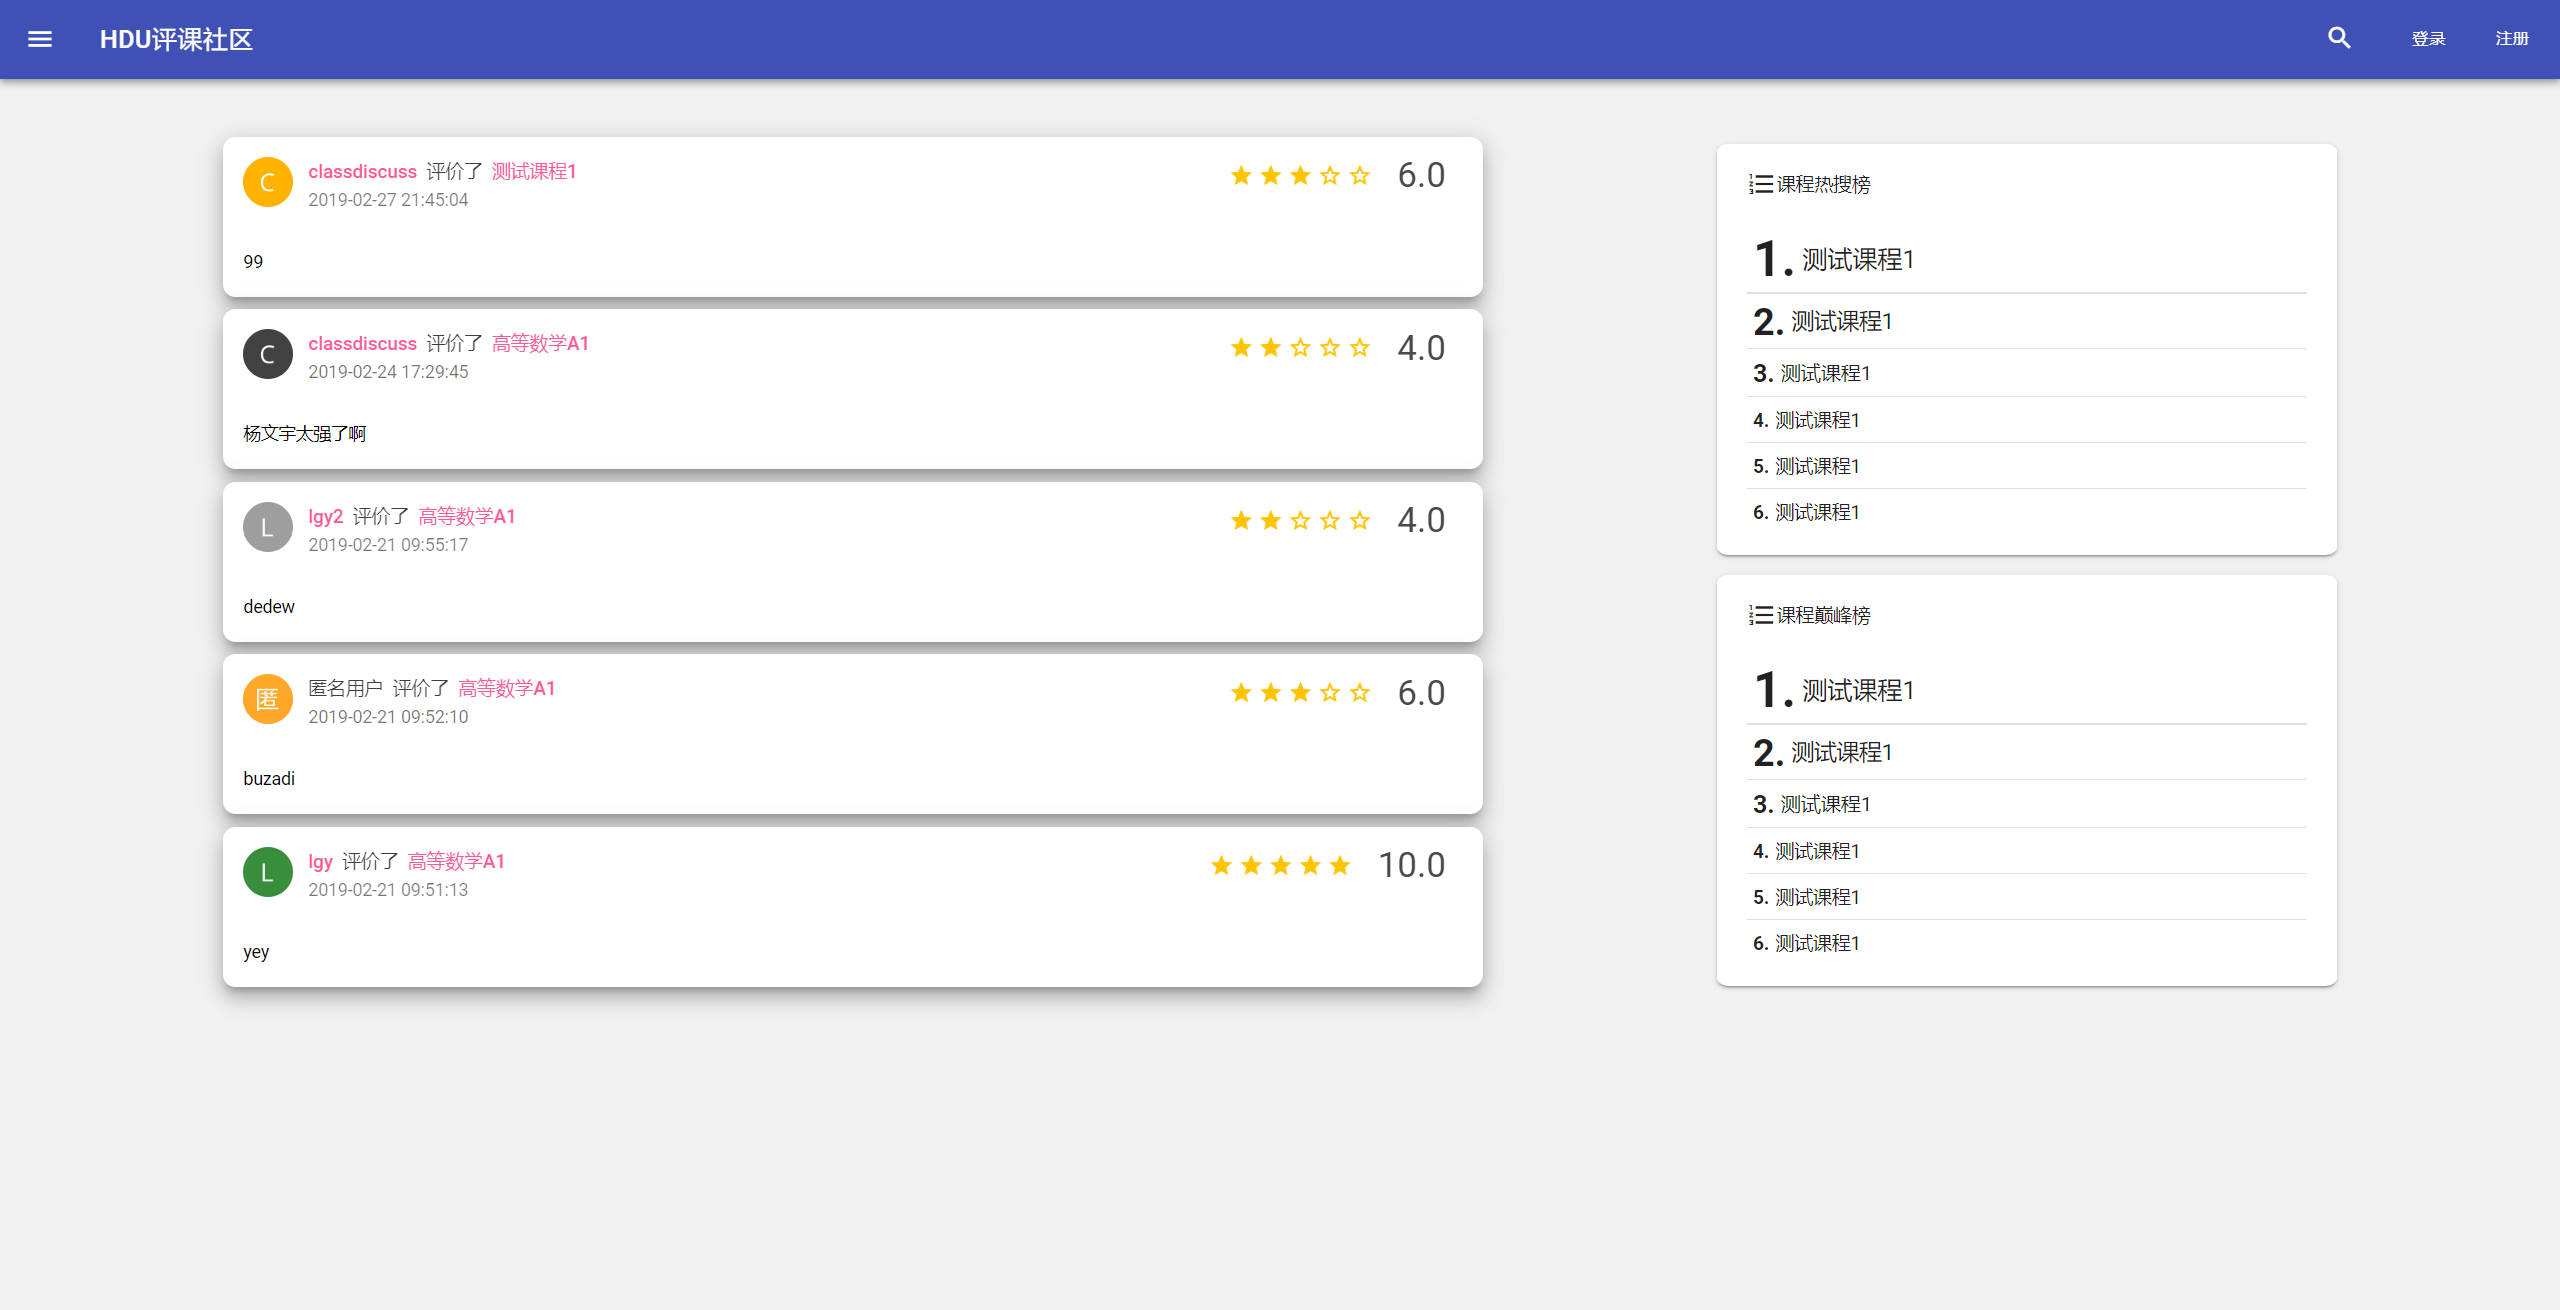 HDU评课社区
登录
注册
C
classdiscuss 评价了 测试课程1
2019-02-27 21:45:04
6.0
99
C
classdiscuss 评价了 高等数学A1
2019-02-24 17:29:45
4.0
杨文宇太强了啊
L
lgy2 评价了 高等数学A1
2019-02-21 09:55:17
4.0
dedew
匿
匿名用户 评价了 高等数学A1
2019-02-21 09:52:10
6.0
buzadi
L
lgy 评价了 高等数学A1
2019-02-21 09:51:13
10.0
yey
课程热搜榜
1. 测试课程1
2. 测试课程1
3. 测试课程1
4. 测试课程1
5. 测试课程1
6. 测试课程1
课程巅峰榜
1. 测试课程1
2. 测试课程1
3. 测试课程1
4. 测试课程1
5. 测试课程1
6. 测试课程1